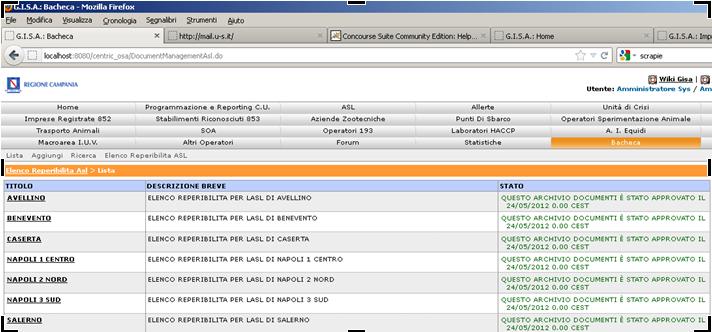 G.I.S.A: Bacheca - Mozilla Firefox
File Modifica Visualizza Cronologia Segnalibri Strumenti Aiuto
G.I.S.A.: Bacheca http://mail.u-s.it/ Concourse Suite Community Edition: Help... G.I.S.A.: Home G.I.S.A.: Impr
localhost:8080/centric_osa/DocumentManagementAsl.do scrapie
REGIONE CAMPANIA
Wiki Gisa |
Utente: Amministratore Sys / Am
Home Programmazione e Reporting C.U. ASL Allerte Unità di Crisi
Imprese Registrate 852 Stabilimenti Riconosciuti 853 Aziende Zootecniche Punti Di Sbarco Operatori Sperimentazione Animale
Trasporto Animali SOA Operatori 193 Laboratori HACCP A. I. Equidi
Macroarea I.U.V. Altri Operatori Forum Statistiche Bacheca
Lista Aggiungi Ricerca Elenco Reperibilita ASL
Elenco Reperibilita Asl > Lista
TITOLO DESCRIZIONE BREVE STATO
AVELLINO ELENCO REPERIBILITA PER LASL DI AVELLINO QUESTO ARCHIVIO DOCUMENTI È STATO APPROVATO IL
24/05/2012 0.00 CEST
BENEVENTO ELENCO REPERIBILITA PER LASL DI BENEVENTO QUESTO ARCHIVIO DOCUMENTI È STATO APPROVATO IL
24/05/2012 0.00 CEST
CASERTA ELENCO REPERIBILITA PER LASL DI CASERTA QUESTO ARCHIVIO DOCUMENTI È STATO APPROVATO IL
24/05/2012 0.00 CEST
NAPOLI 1 CENTRO ELENCO REPERIBILITA PER LASL DI NAPOLI 1 CENTRO QUESTO ARCHIVIO DOCUMENTI È STATO APPROVATO IL
24/05/2012 0.00 CEST
NAPOLI 2 NORD ELENCO REPERIBILITA PER LASL DI NAPOLI 2 NORD QUESTO ARCHIVIO DOCUMENTI È STATO APPROVATO IL
24/05/2012 0.00 CEST
NAPOLI 3 SUD ELENCO REPERIBILITA PER LASL DI NAPOLI 3 SUD QUESTO ARCHIVIO DOCUMENTI È STATO APPROVATO IL
24/05/2012 0.00 CEST
SALERNO ELENCO REPERIBILITA PER LASL DI SALERNO QUESTO ARCHIVIO DOCUMENTI È STATO APPROVATO IL
24/05/2012 0.00 CEST